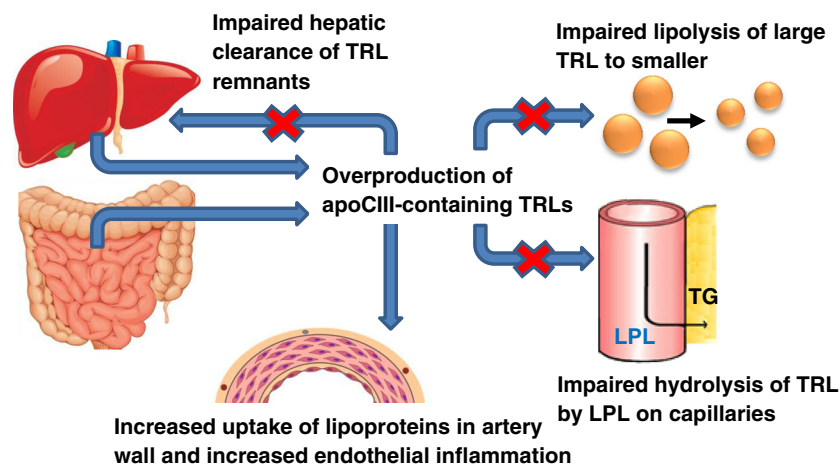 Impaired hepatic
clearance of TRL
remnants
Impaired lipolysis of large
TRL to smaller
Overproduction of
apoCIII-containing TRLs
TG
LPL
Impaired hydrolysis of TRL
by LPL on capillaries
Increased uptake of lipoproteins in artery
wall and increased endothelial inflammation